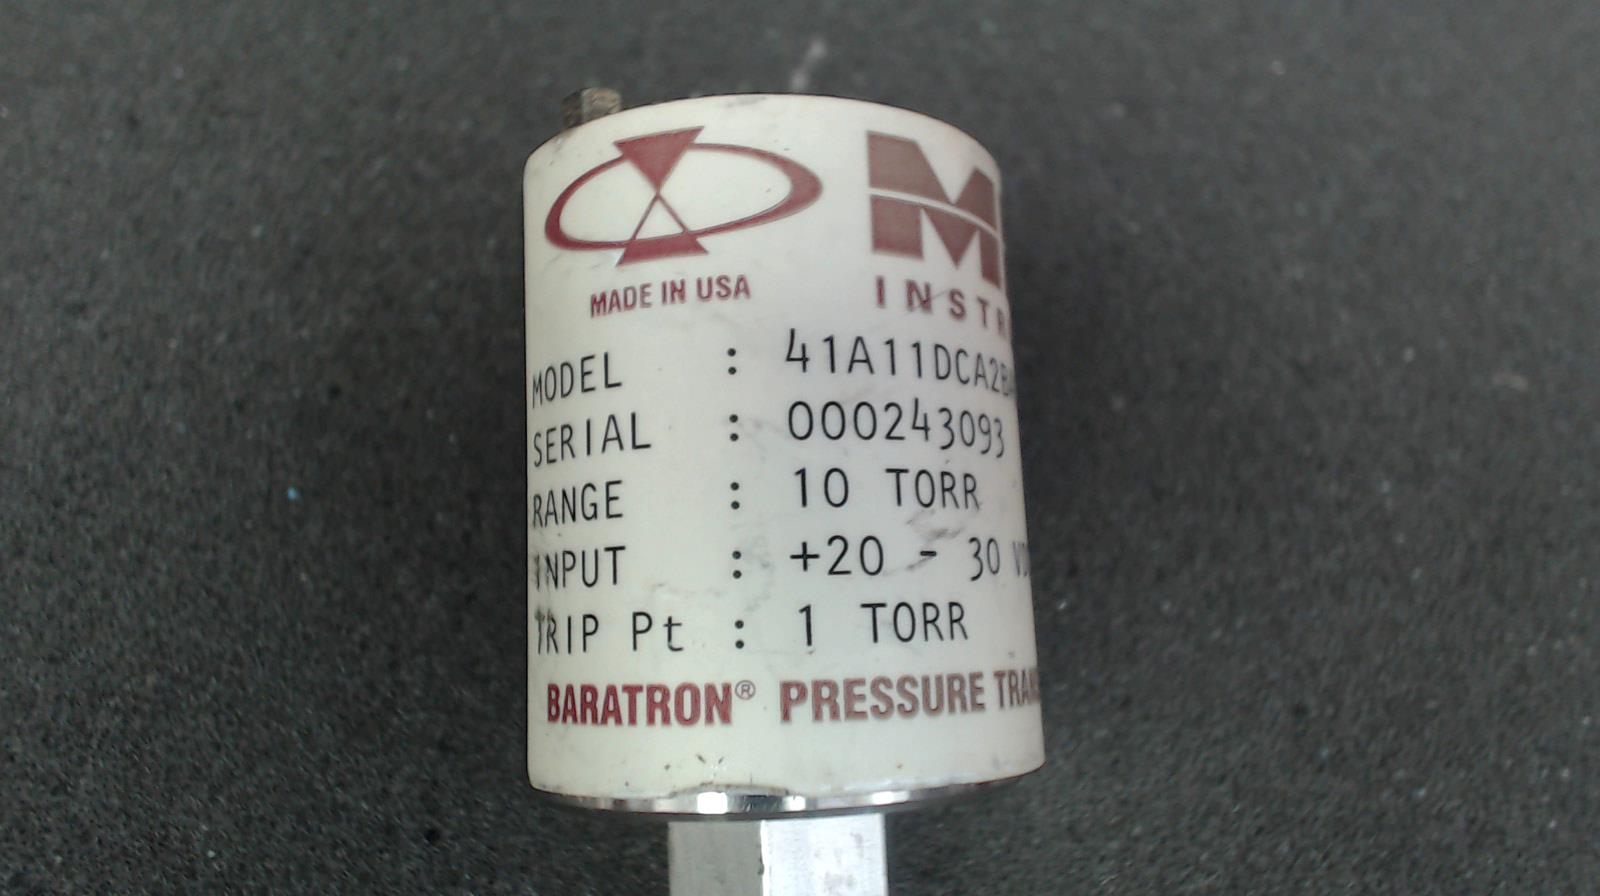 MADE IN USA
INSTR
MODEL : 41A11DCA2B
SERIAL : 000243093
RANGE : 10 TORR
INPUT : +20 - 30
TRIP Pt : 1 TORR
BARATRON® PRESSURE TRAN